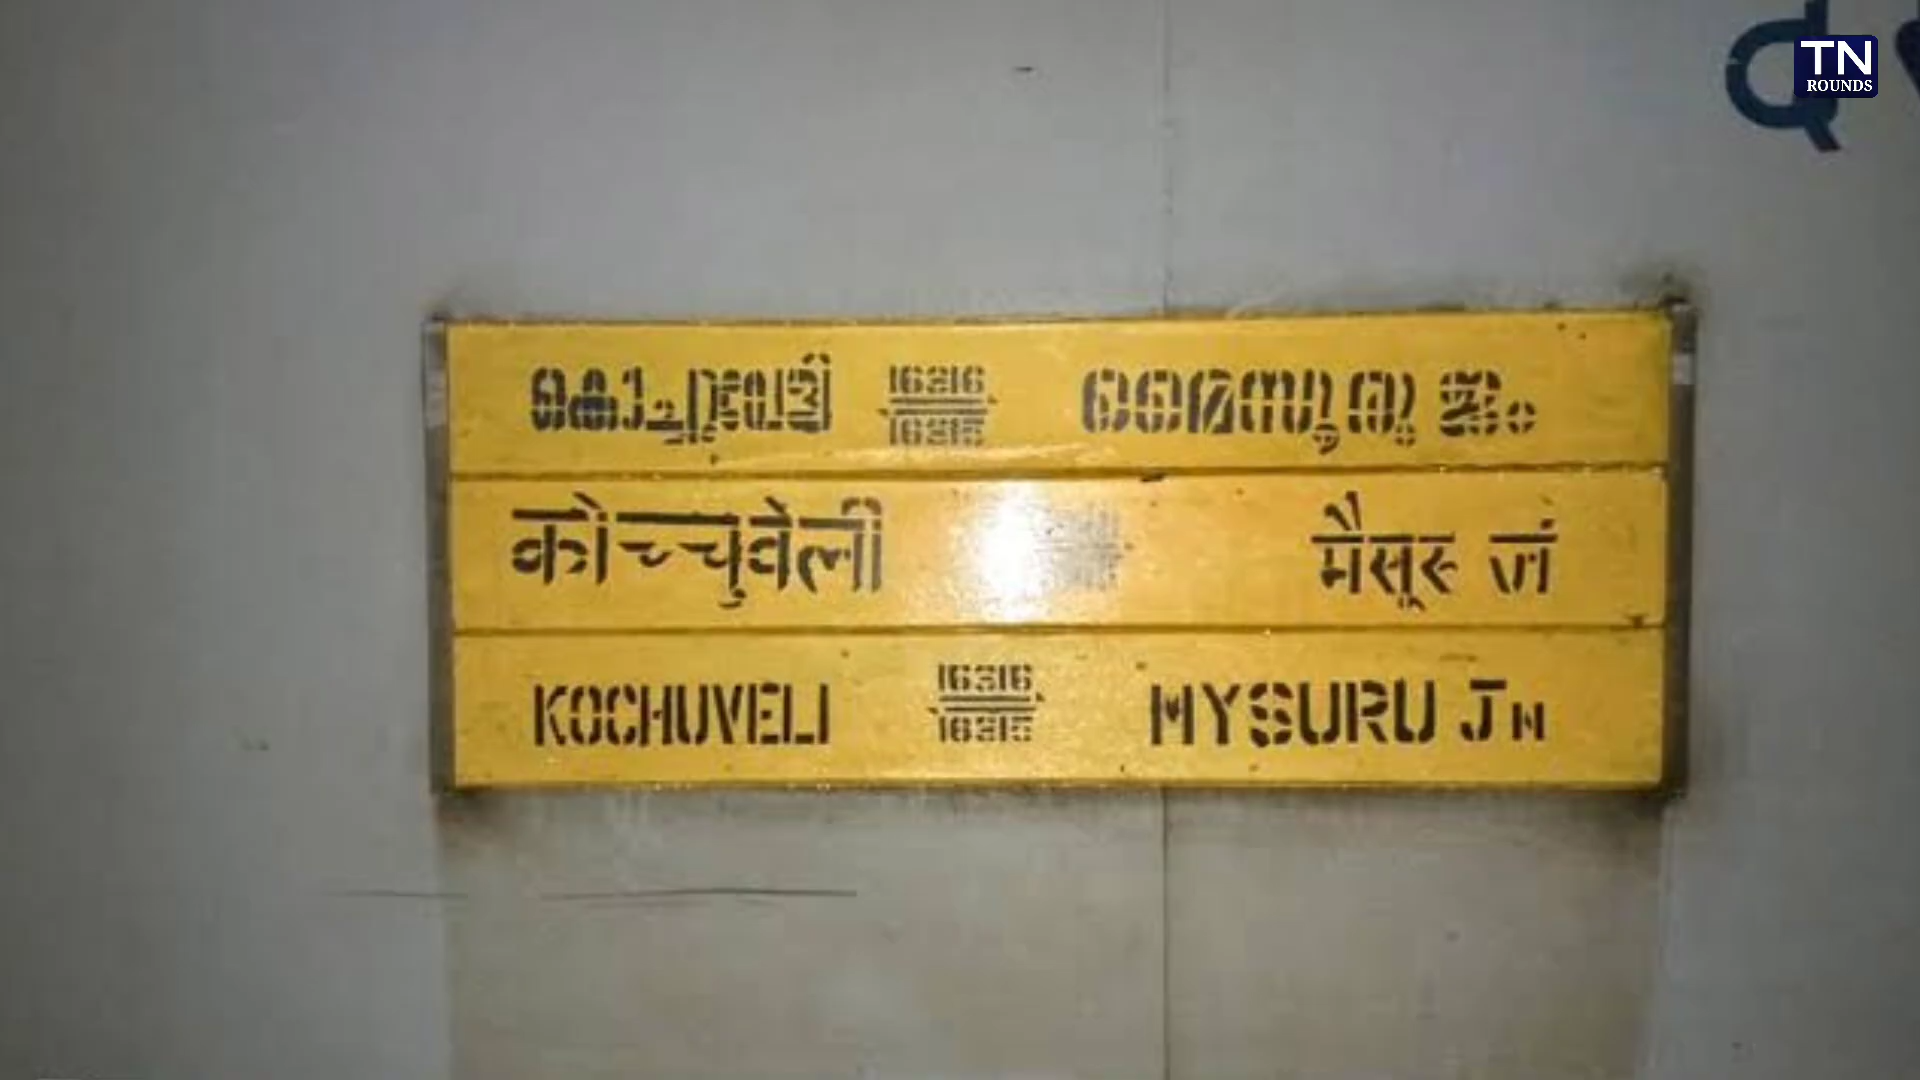 TN
ROUNDS
കൊച്ചുവേളി 16316 മൈസൂരു ജം
16315
कोच्चुवेली मैसूरु जं
KOCHUVELI 16316 MYSURU Jn
16315